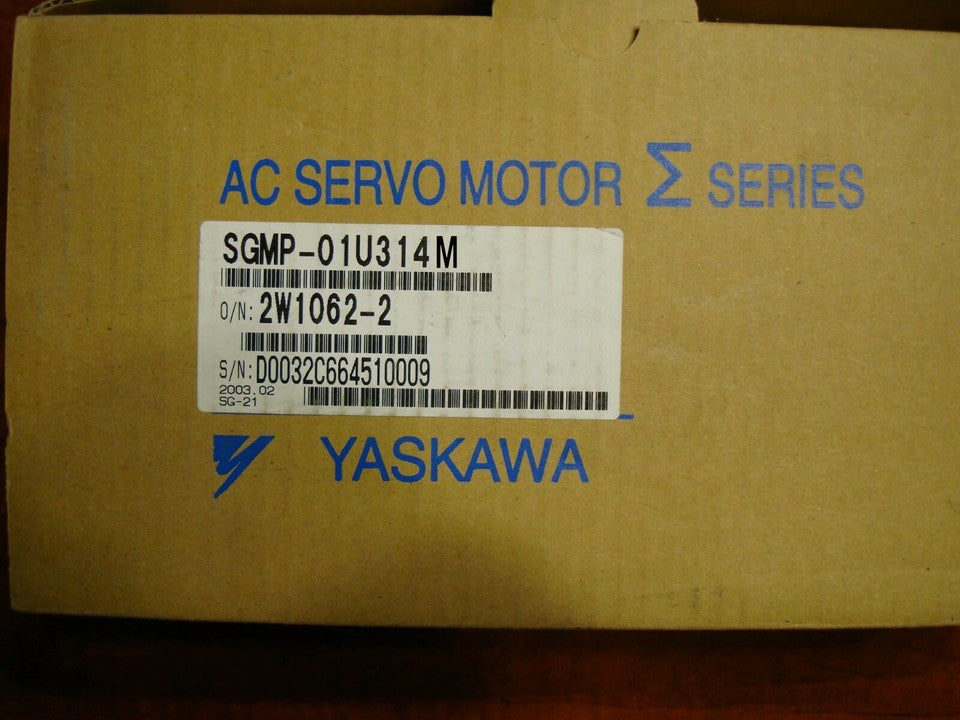 AC SERVO MOTOR Σ SERIES
SGMP-01U314M
O/N: 2W1062-2
S/N: D0032C664510009
2003.02
SG-21
YASKAWA